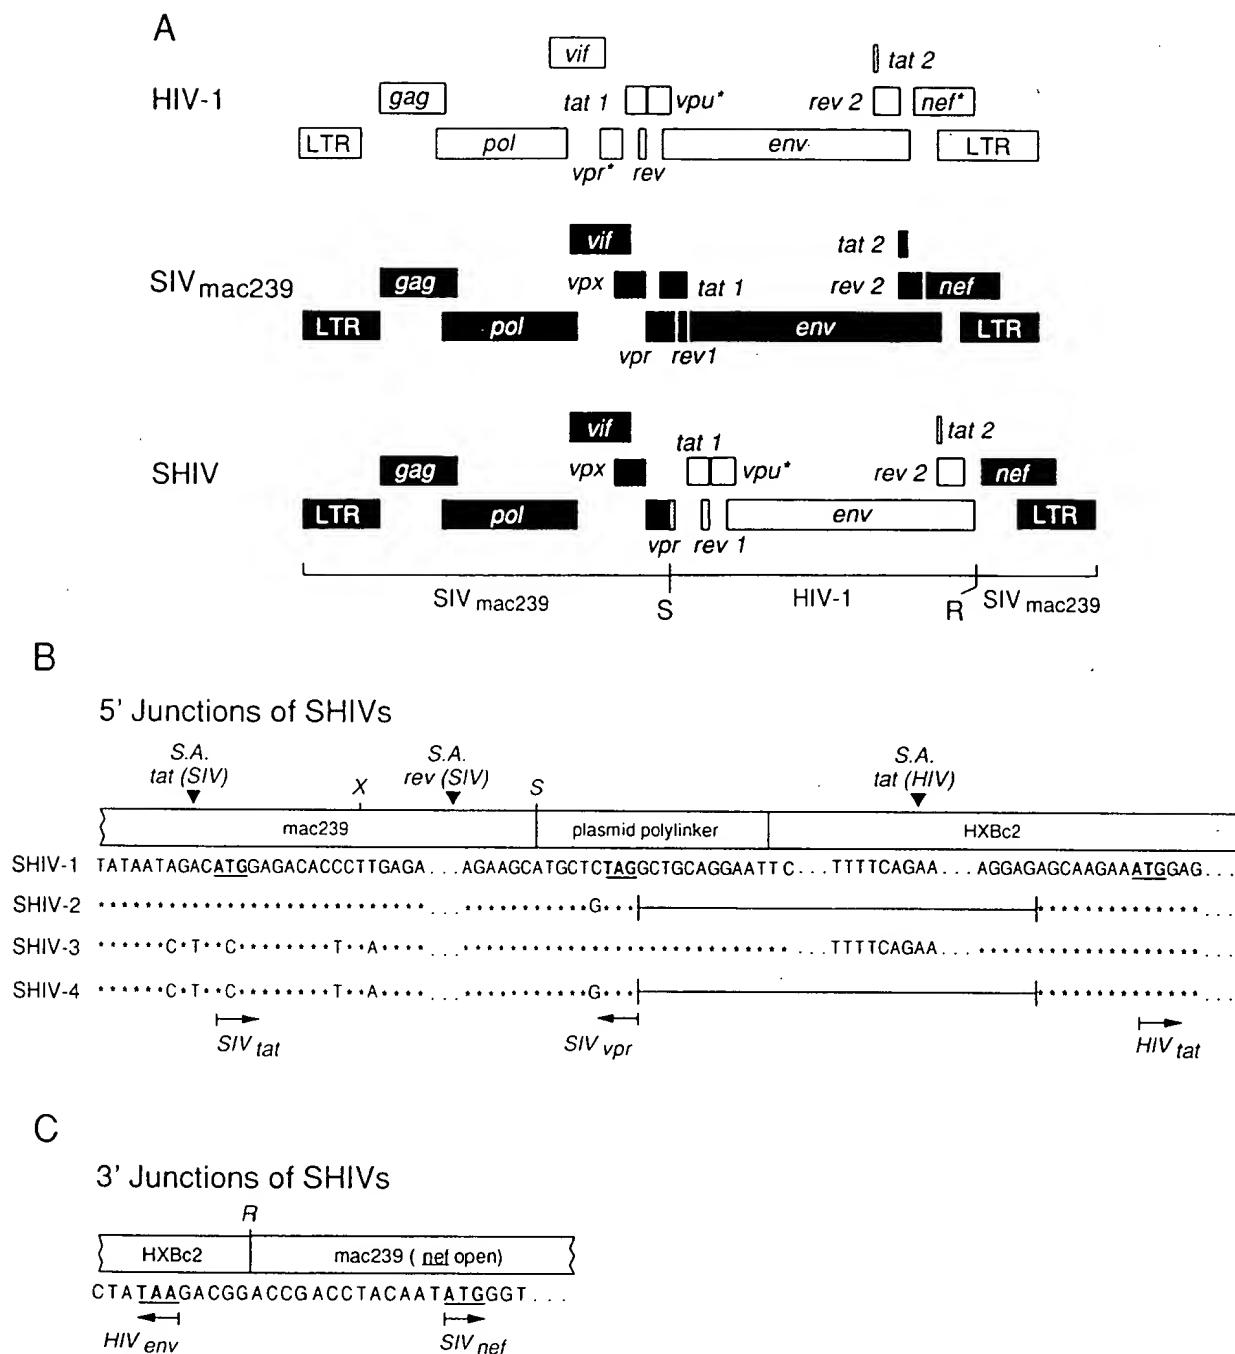 A
HIV-1
vif
tat 2
gag
tat 1
vpu*
rev 2
nef*
LTR
pol
env
LTR
vpr*
rev
SIVmac239
vif
tat 2
gag
vpx
tat 1
rev 2
nef
LTR
pol
env
LTR
vpr
rev1
SHIV
vif
tat 1
tat 2
gag
vpx
vpu*
rev 2
nef
LTR
pol
env
LTR
vpr
rev 1
SIVmac239
S
HIV-1
R
SIVmac239
B
5' Junctions of SHIVs
S.A.
tat (SIV)
X
S.A.
rev (SIV)
S
S.A.
tat (HIV)
mac239
plasmid polylinker
HXBc2
SHIV-1 TATAATAGACATGGAGACACCCTTGAGA...AGAAGCATGCTCTAGGCTGCAGGAATTC...TTTTCAGAA...AGGAGAGCAAGAAATGGAG...
SHIV-2 ... G ...
SHIV-3 C T C T A ... ...TTTTCAGAA... ...
SHIV-4 C T C T A ... G ...
SIV tat
SIV vpr
HIV tat
C
3' Junctions of SHIVs
R
HXBc2
mac239 ( nef open)
CTATAAGACGGACCGACCTACAATATGGGT...
HIV env
SIV nef